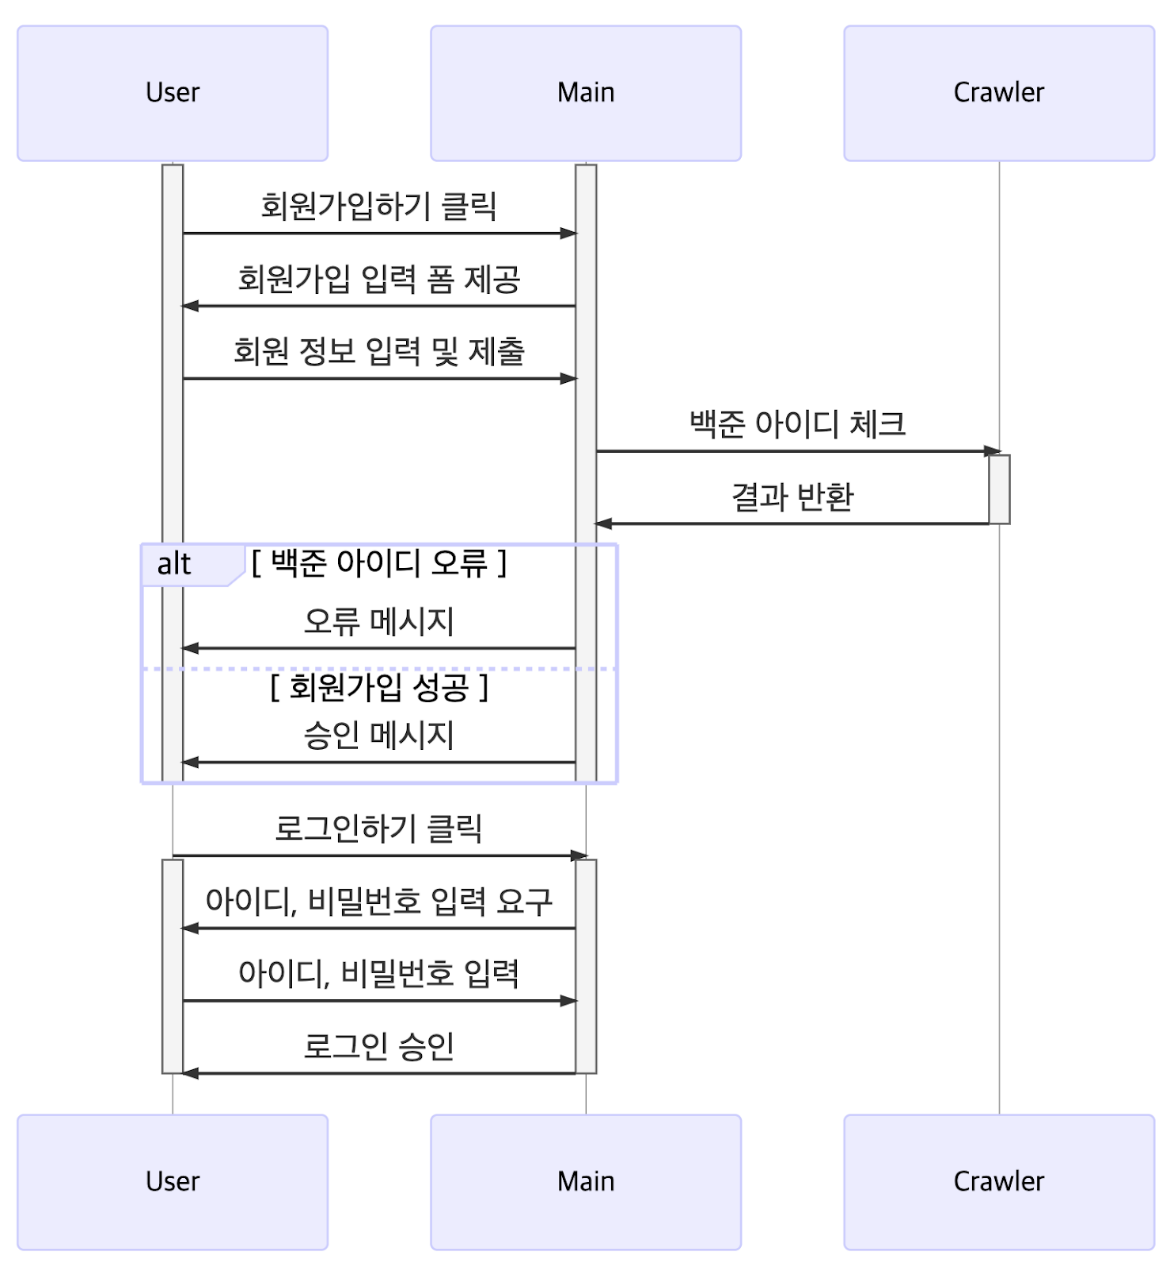 User
Main
Crawler
회원가입하기 클릭
회원가입 입력 폼 제공
회원 정보 입력 및 제출
백준 아이디 체크
결과 반환
alt
[ 백준 아이디 오류 ]
오류 메시지
[ 회원가입 성공 ]
승인 메시지
로그인하기 클릭
아이디, 비밀번호 입력 요구
아이디, 비밀번호 입력
로그인 승인
User
Main
Crawler